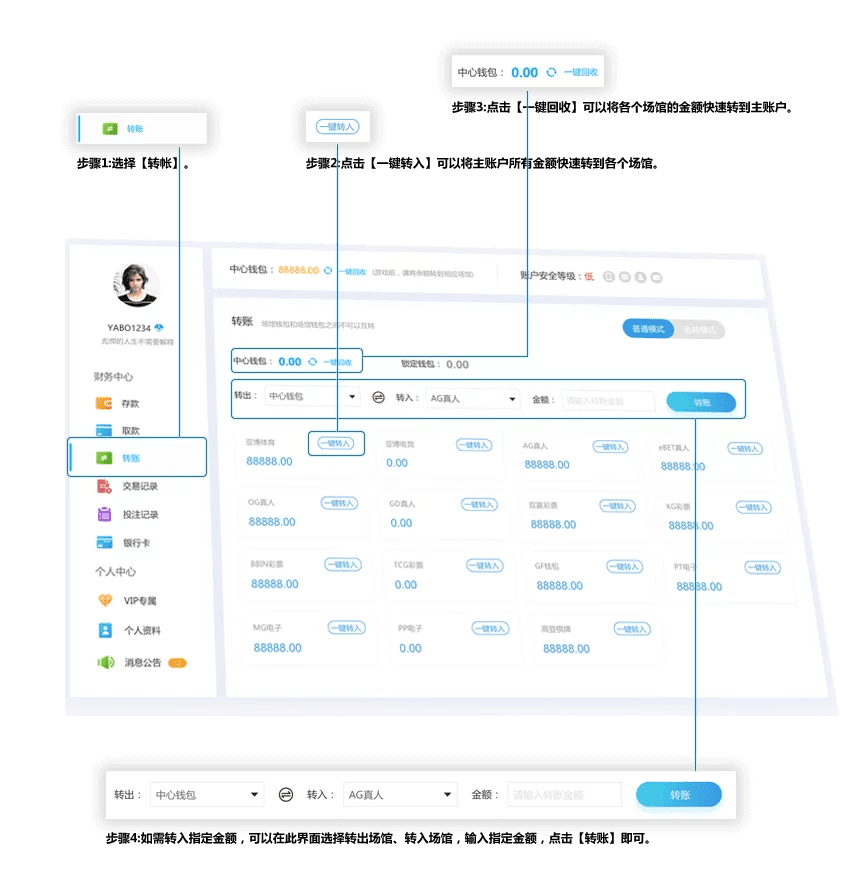 中心钱包： 0.00 一键回收
步骤3:点击【一键回收】可以将各个场馆的金额快速转到主账户。
转账
步骤1:选择【转帐】。
一键转入
步骤2:点击【一键转入】可以将主账户所有金额快速转到各个场馆。
YABO1234
彪悍的人生不需要解释
财务中心
存款
取款
转账
交易记录
投注记录
银行卡
个人中心
VIP专属
个人资料
消息公告
中心钱包： 88888.00 一键回收 (游戏前，请将余额转到相应场馆)
账户安全等级：低
转账 场馆钱包和场馆钱包之间不可以互转
普通模式 免转模式
中心钱包： 0.00 一键回收 锁定钱包： 0.00
转出： 中心钱包 转入： AG真人 金额： 请输入转账金额 转账
亚博体育 一键转入 亚博电竞 一键转入 AG真人 一键转入 eBET真人 一键转入
88888.00 0.00 88888.00 88888.00
OG真人 一键转入 GD真人 一键转入 双赢彩票 一键转入 KG彩票 一键转入
88888.00 0.00 88888.00 88888.00
BBIN彩票 一键转入 TCG彩票 一键转入 GF钱包 一键转入 PT电子 一键转入
88888.00 0.00 88888.00 88888.00
MG电子 一键转入 PP电子 一键转入 高登棋牌 一键转入
88888.00 0.00 88888.00
转出： 中心钱包 转入： AG真人 金额： 请输入转账金额 转账
步骤4:如需转入指定金额，可以在此界面选择转出场馆、转入场馆，输入指定金额，点击【转账】即可。